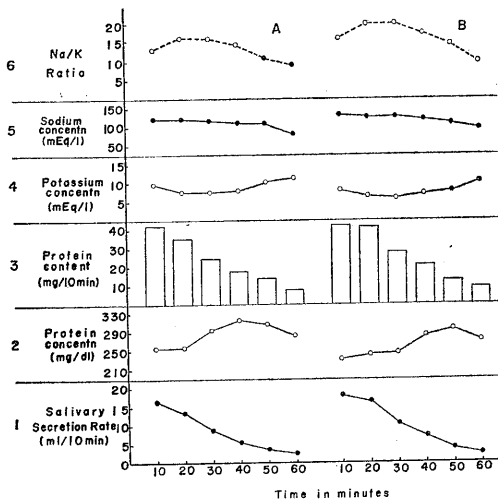 A B
20
15
10
6
Na/K
Ratio
150
100
50
5
Sodium
concentn
(mEq/l)
15
10
5
0
4
Potassium
concentn
(mEq/l)
40
30
20
10
3
Protein
content
(mg/10min)
330
290
250
210
2
Protein
concentn
(mg/dl)
20
15
10
5
0
1
Salivary
Secretion Rate
(ml/10min)
10 20 30 40 50 60 10 20 30 40 50 60
Time in minutes